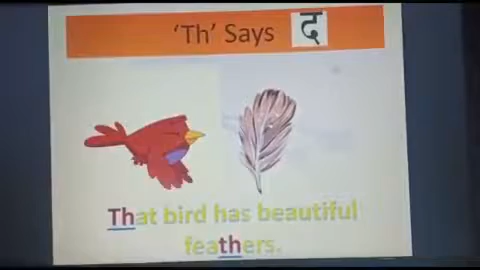 'Th' Says द
That bird has beautiful
feathers.